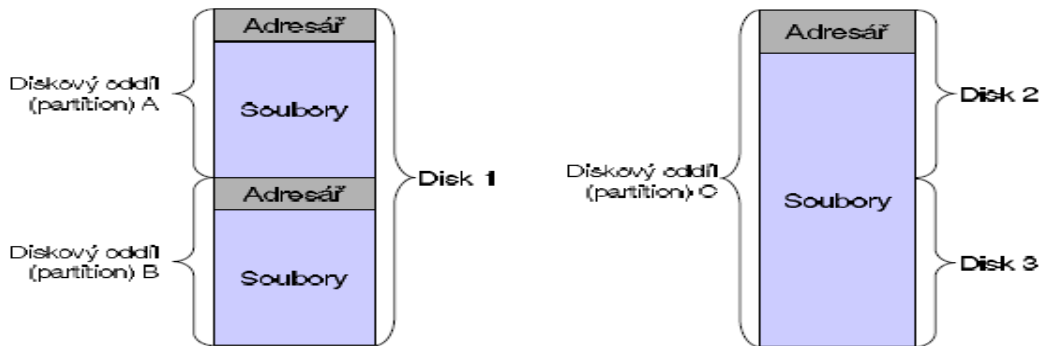 Adresář
Diskový oddíl
(partition) A
Soubory
Disk 1
Adresář
Diskový oddíl
(partition) B
Soubory
Adresář
Disk 2
Diskový oddíl
(partition) C
Soubory
Disk 3